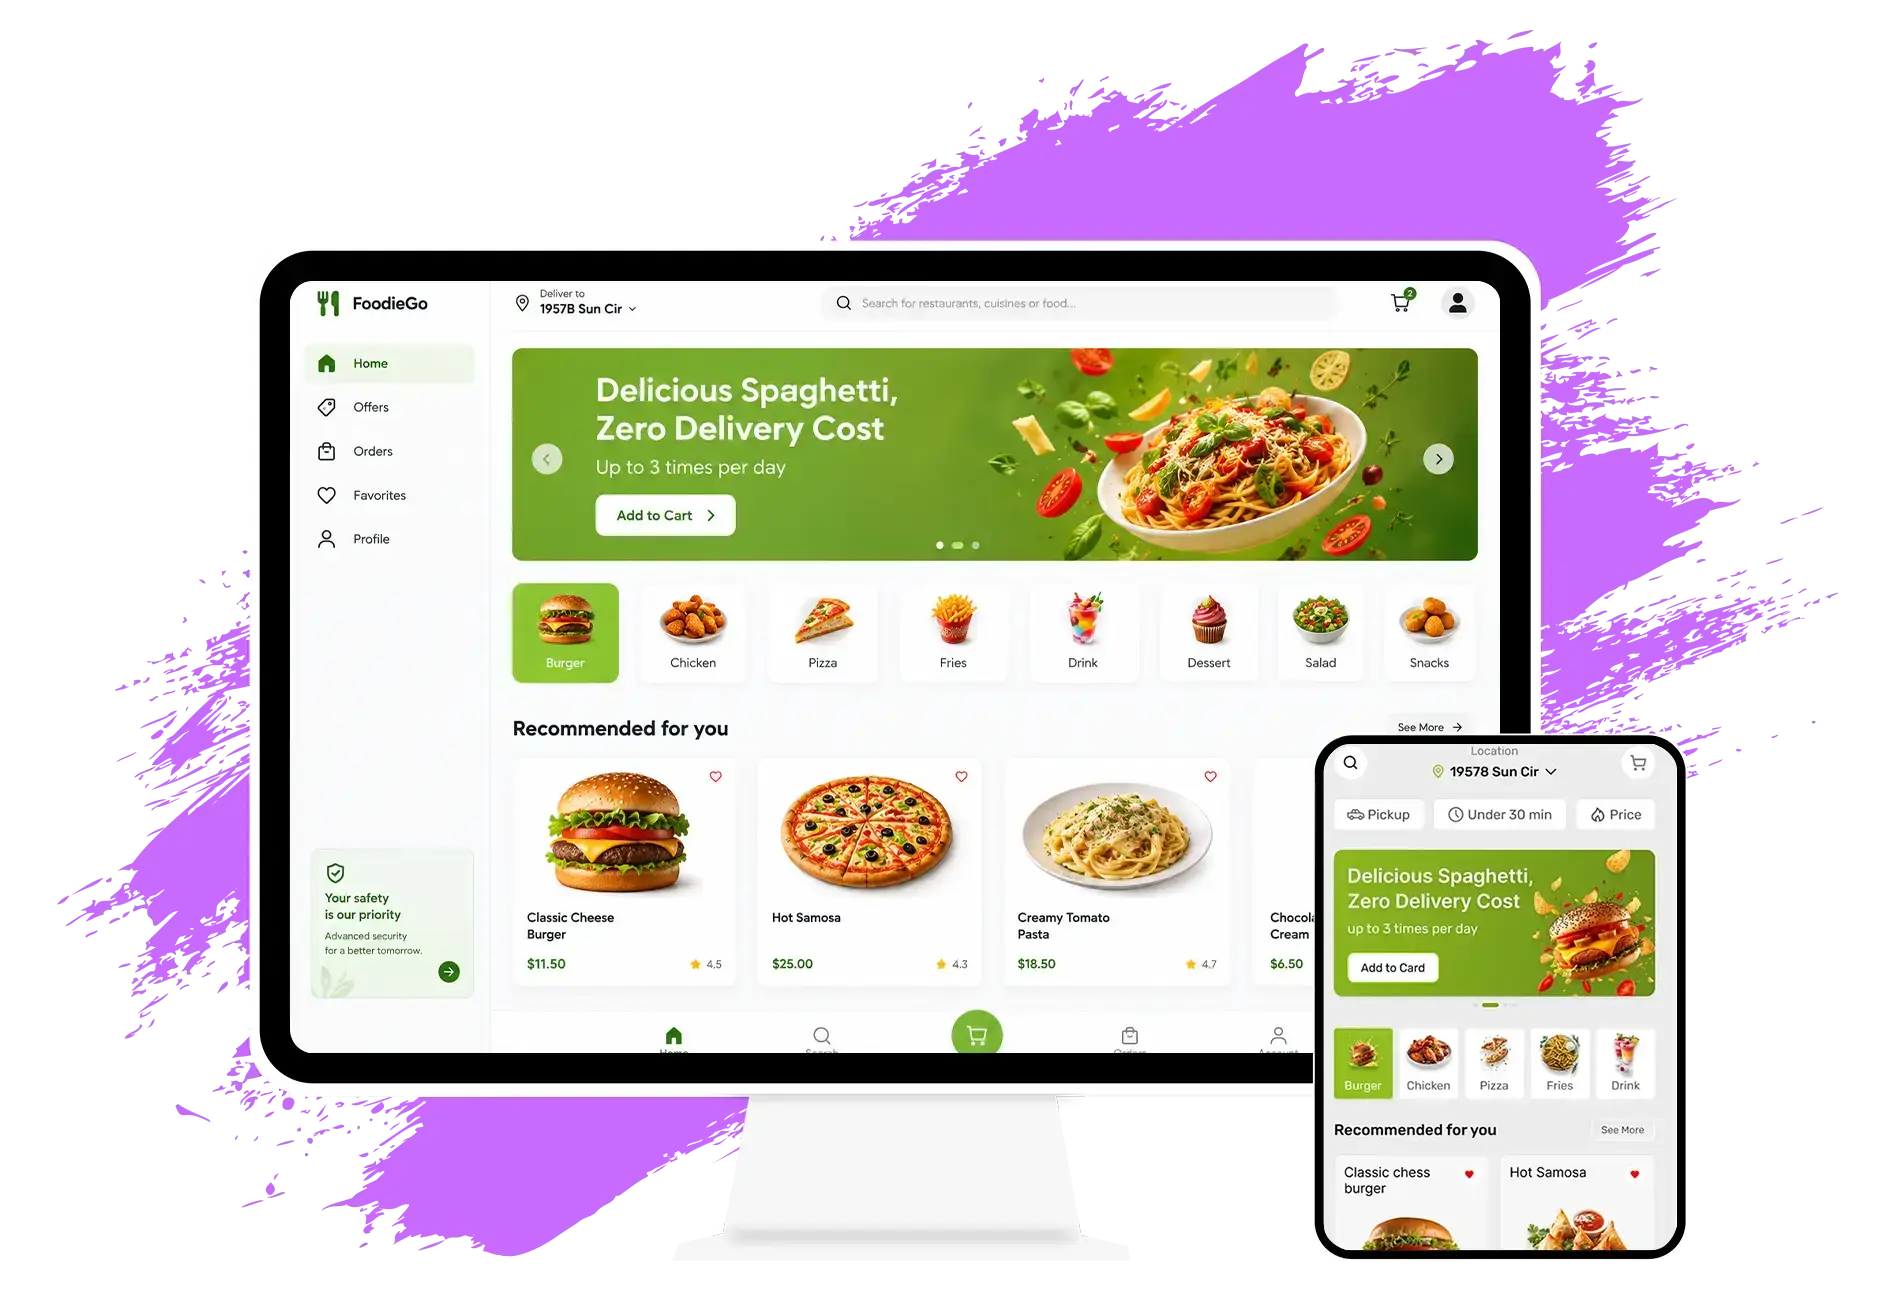 FoodieGo
Deliver to
1957B Sun Cir
Search for restaurants, cuisines or food...
2
Home
Offers
Orders
Favorites
Profile
Your safety
is our priority
Advanced security
for a better tomorrow.
Delicious Spaghetti,
Zero Delivery Cost
Up to 3 times per day
Add to Cart
Burger
Chicken
Pizza
Fries
Drink
Dessert
Salad
Snacks
Recommended for you
See More
Classic Cheese
Burger
$11.50
4.5
Hot Samosa
$25.00
4.3
Creamy Tomato
Pasta
$18.50
4.7
Chocola
Cream
$6.50
Location
19578 Sun Cir
Pickup
Under 30 min
Price
Delicious Spaghetti,
Zero Delivery Cost
up to 3 times per day
Add to Card
Burger
Chicken
Pizza
Fries
Drink
Recommended for you
See More
Classic chess
burger
Hot Samosa